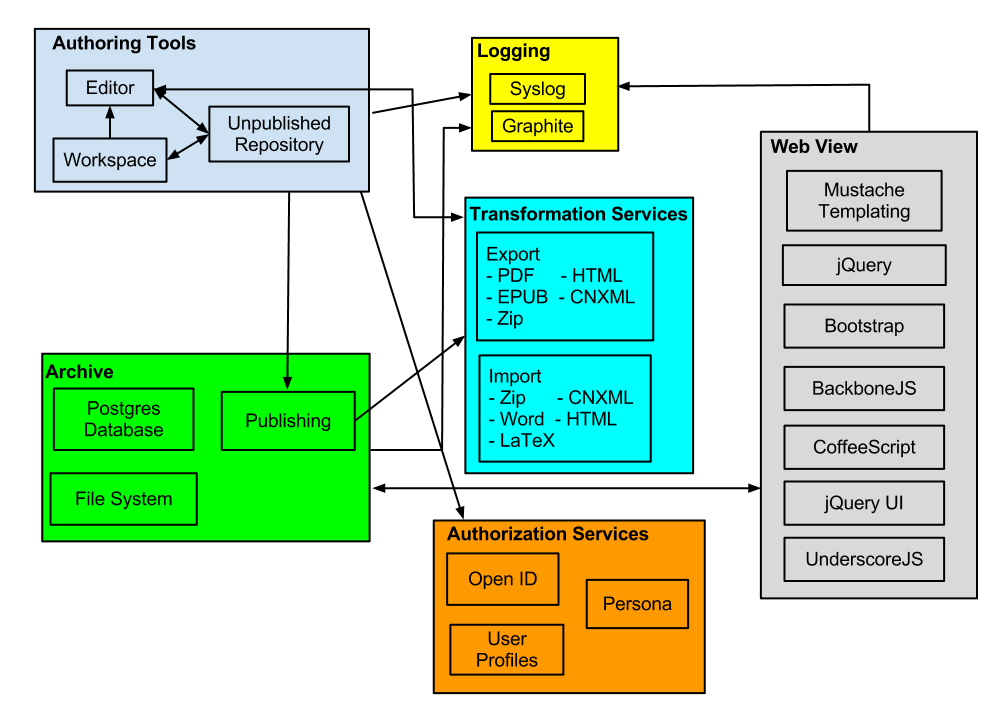 Authoring Tools
Editor
Workspace
Unpublished
Repository
Logging
Syslog
Graphite
Web View
Mustache
Templating
jQuery
Bootstrap
BackboneJS
CoffeeScript
jQuery UI
UnderscoreJS
Transformation Services
Export
- PDF - HTML
- EPUB - CNXML
- Zip
Import
- Zip - CNXML
- Word - HTML
- LaTeX
Archive
Postgres
Database
Publishing
File System
Authorization Services
Open ID
Persona
User
Profiles